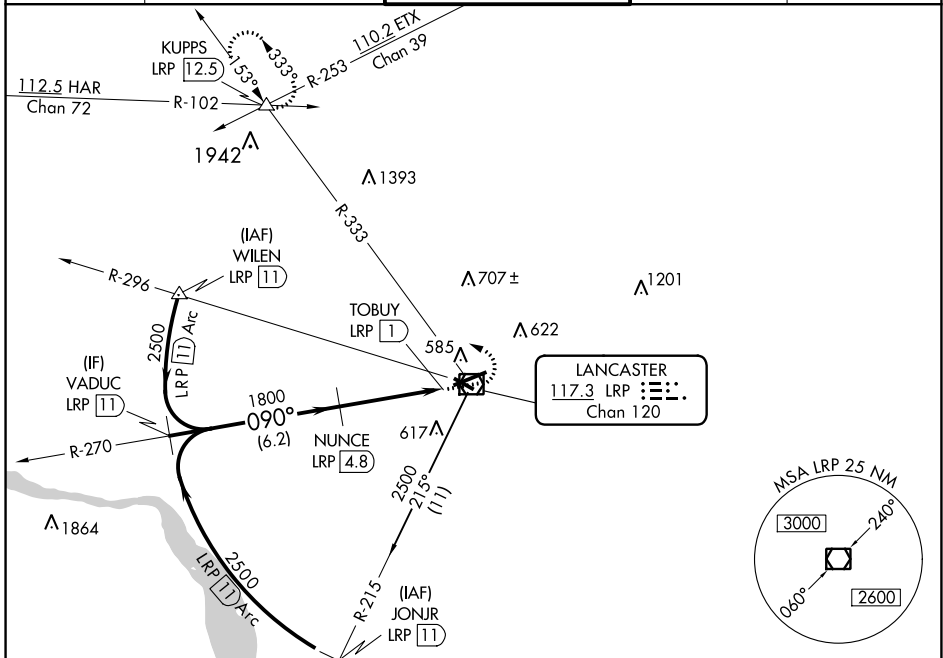 110.2 ETX
Chan 39
R-253
KUPPS
LRP 12.5
153°
333°
112.5 HAR
Chan 72
R-102
1942
1393
R-333
(IAF)
WILEN
LRP 11
R-296
707 ±
1201
TOBUY
LRP 1
622
585
2500
LRP 11 Arc
LANCASTER
117.3 LRP
Chan 120
(IF)
VADUC
LRP 11
1800
090°
(6.2)
NUNCE
LRP 4.8
617
R-270
2500
215°
(11)
MSA LRP 25 NM
3000
240°
060°
2600
1864
2500
LRP 11 Arc
R-215
(IAF)
JONJR
LRP 11